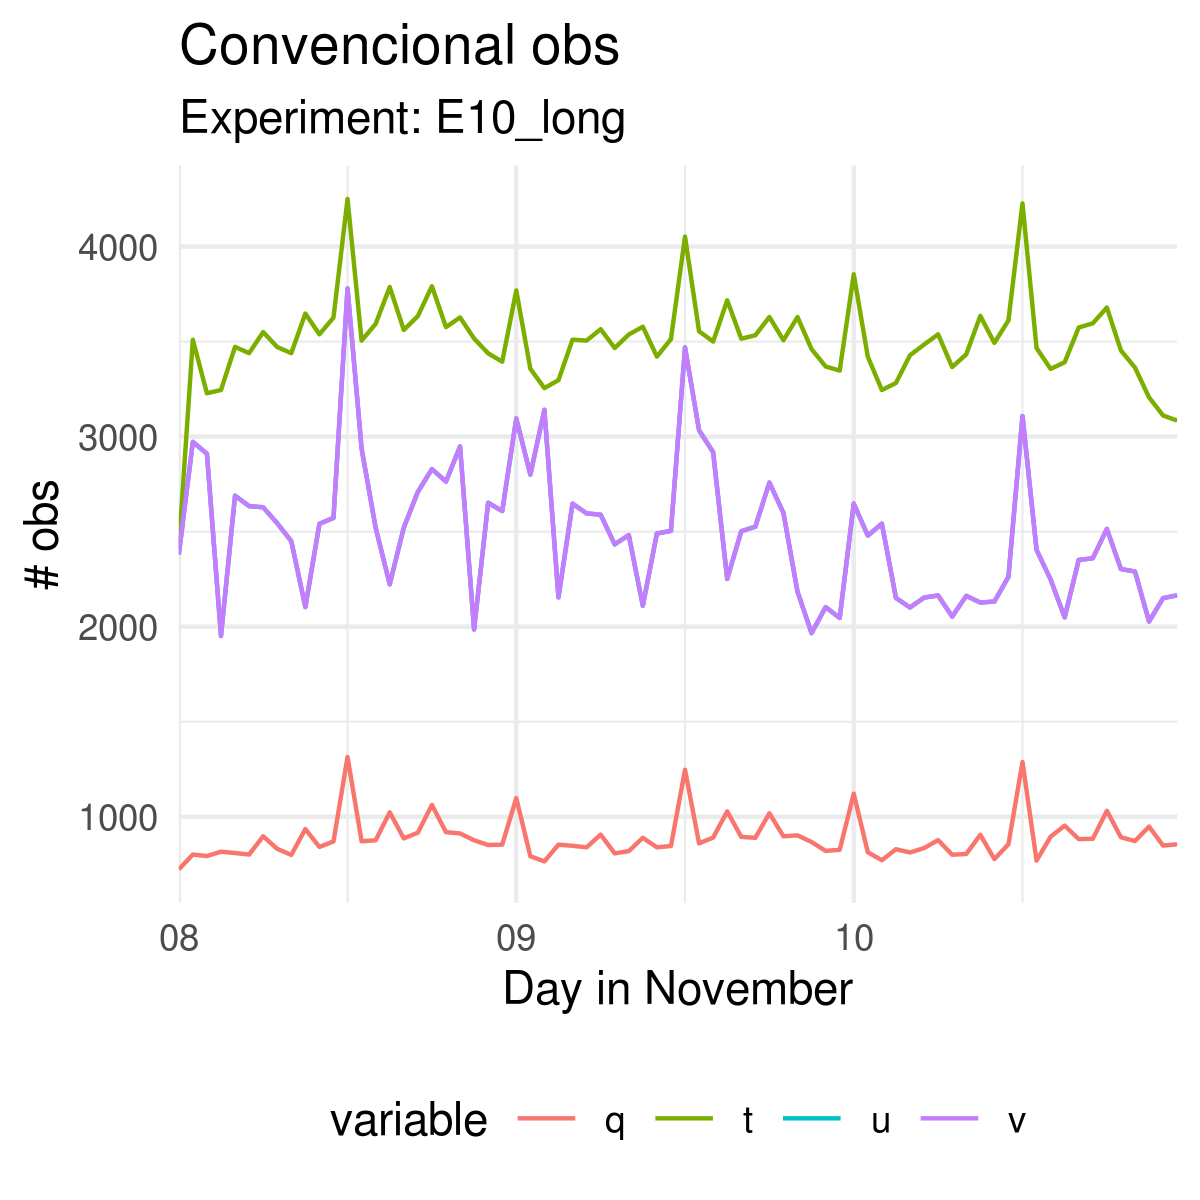 Convencional obs
Experiment: E10_long
4000
3000
2000
1000
# obs
08 09 10
Day in November
variable q t u v